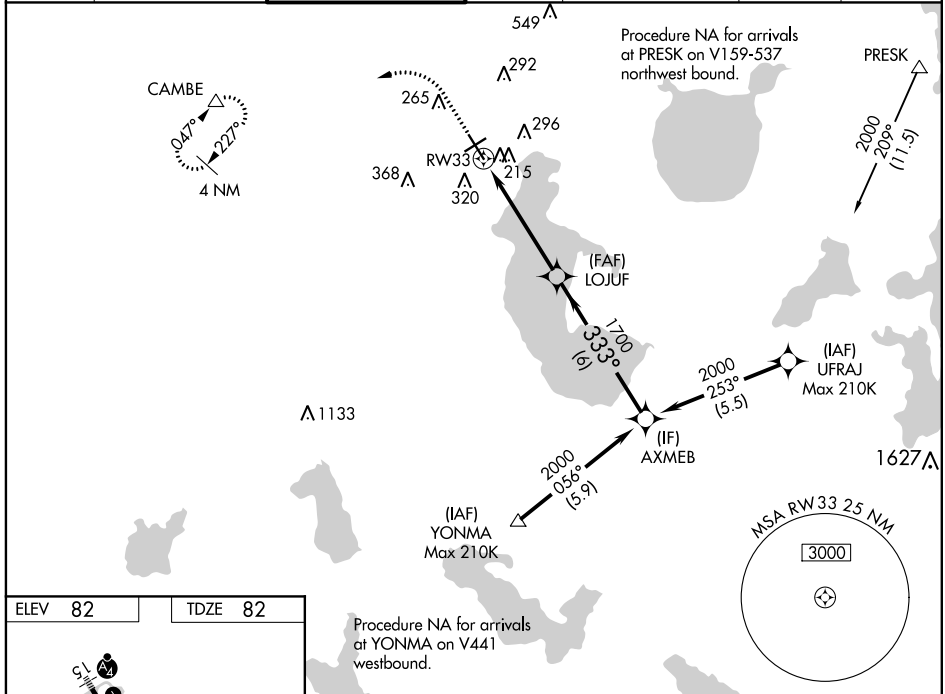 549
Procedure NA for arrivals
at PRESK on V159-537
northwest bound.
PRESK
292
CAMBE
265
047°
227°
4 NM
296
2000
209°
(11.5)
RW33
215
368
320
(FAF)
LOJUF
1700
333°
(6)
(IAF)
UFRAJ
Max 210K
2000
253°
(5.5)
1133
(IF)
AXMEB
1627
2000
056°
(5.9)
(IAF)
YONMA
Max 210K
MSA RW33 25 NM
3000
ELEV 82
TDZE 82
Procedure NA for arrivals
at YONMA on V441
westbound.
A4